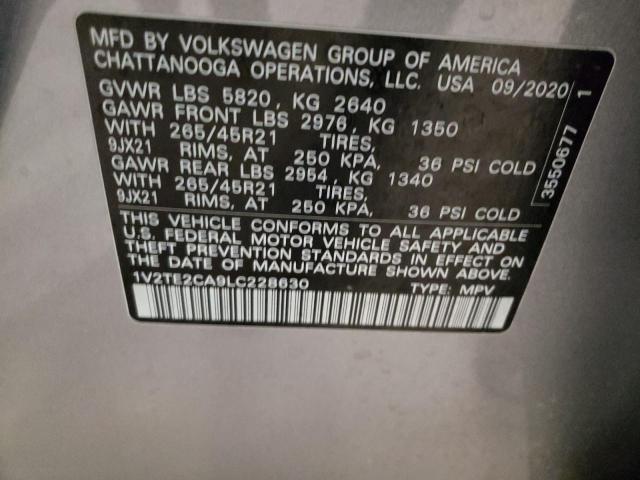 MFD BY VOLKSWAGEN GROUP OF AMERICA
CHATTANOOGA OPERATIONS, LLC. USA 09/2020
GVWR LBS 5820, KG 2640
GAWR FRONT LBS 2976, KG 1350
WITH 265/45R21 TIRES,
9JX21 RIMS, AT 250 KPA, 36 PSI COLD
GAWR REAR LBS 2954, KG 1340
WITH 265/45R21 TIRES,
9JX21 RIMS, AT 250 KPA, 36 PSI COLD
THIS VEHICLE CONFORMS TO ALL APPLICABLE
U.S. FEDERAL MOTOR VEHICLE SAFETY AND
THEFT PREVENTION STANDARDS IN EFFECT ON
THE DATE OF MANUFACTURE SHOWN ABOVE.
1V2TE2CA9LC228630 TYPE: MPV
3550677 1